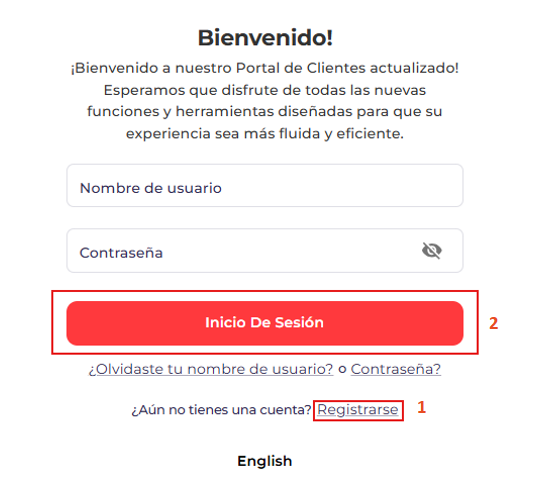 Bienvenido!
¡Bienvenido a nuestro Portal de Clientes actualizado!
Esperamos que disfrute de todas las nuevas
funciones y herramientas diseñadas para que su
experiencia sea más fluida y eficiente.
Nombre de usuario
Contraseña
Inicio De Sesión
2
¿Olvidaste tu nombre de usuario? o Contraseña?
¿Aún no tienes una cuenta? Registrarse 1
English